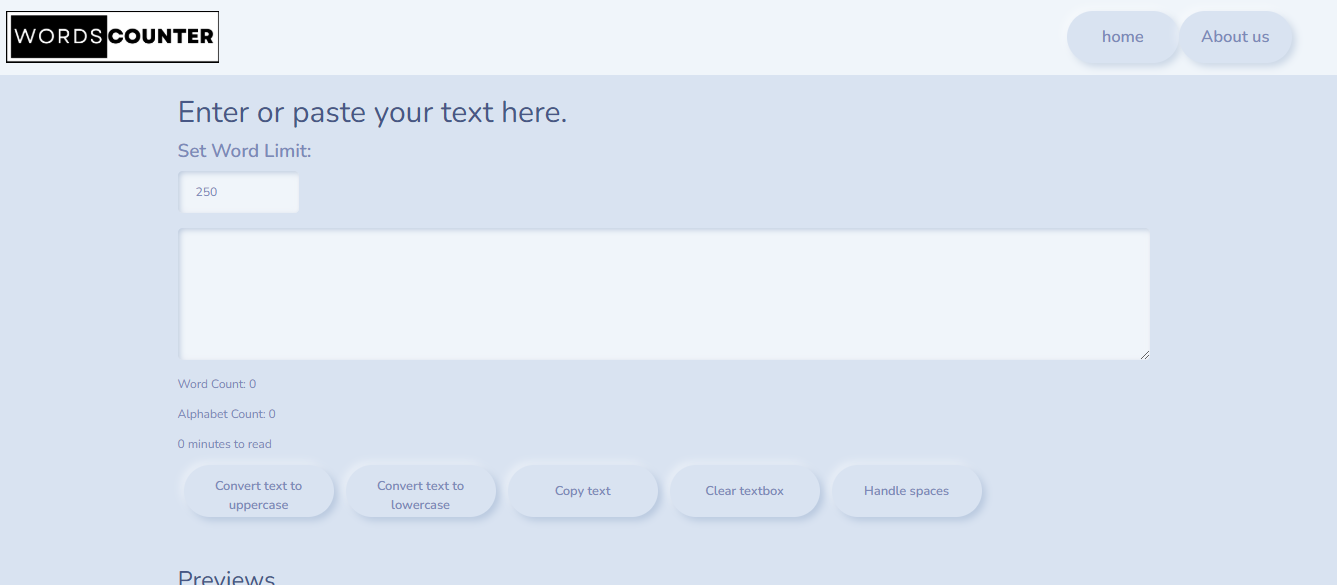 WORDSCOUNTER
home
About us
Enter or paste your text here.
Set Word Limit:
250
Word Count: 0
Alphabet Count: 0
0 minutes to read
Convert text to
uppercase
Convert text to
lowercase
Copy text
Clear textbox
Handle spaces
Previews